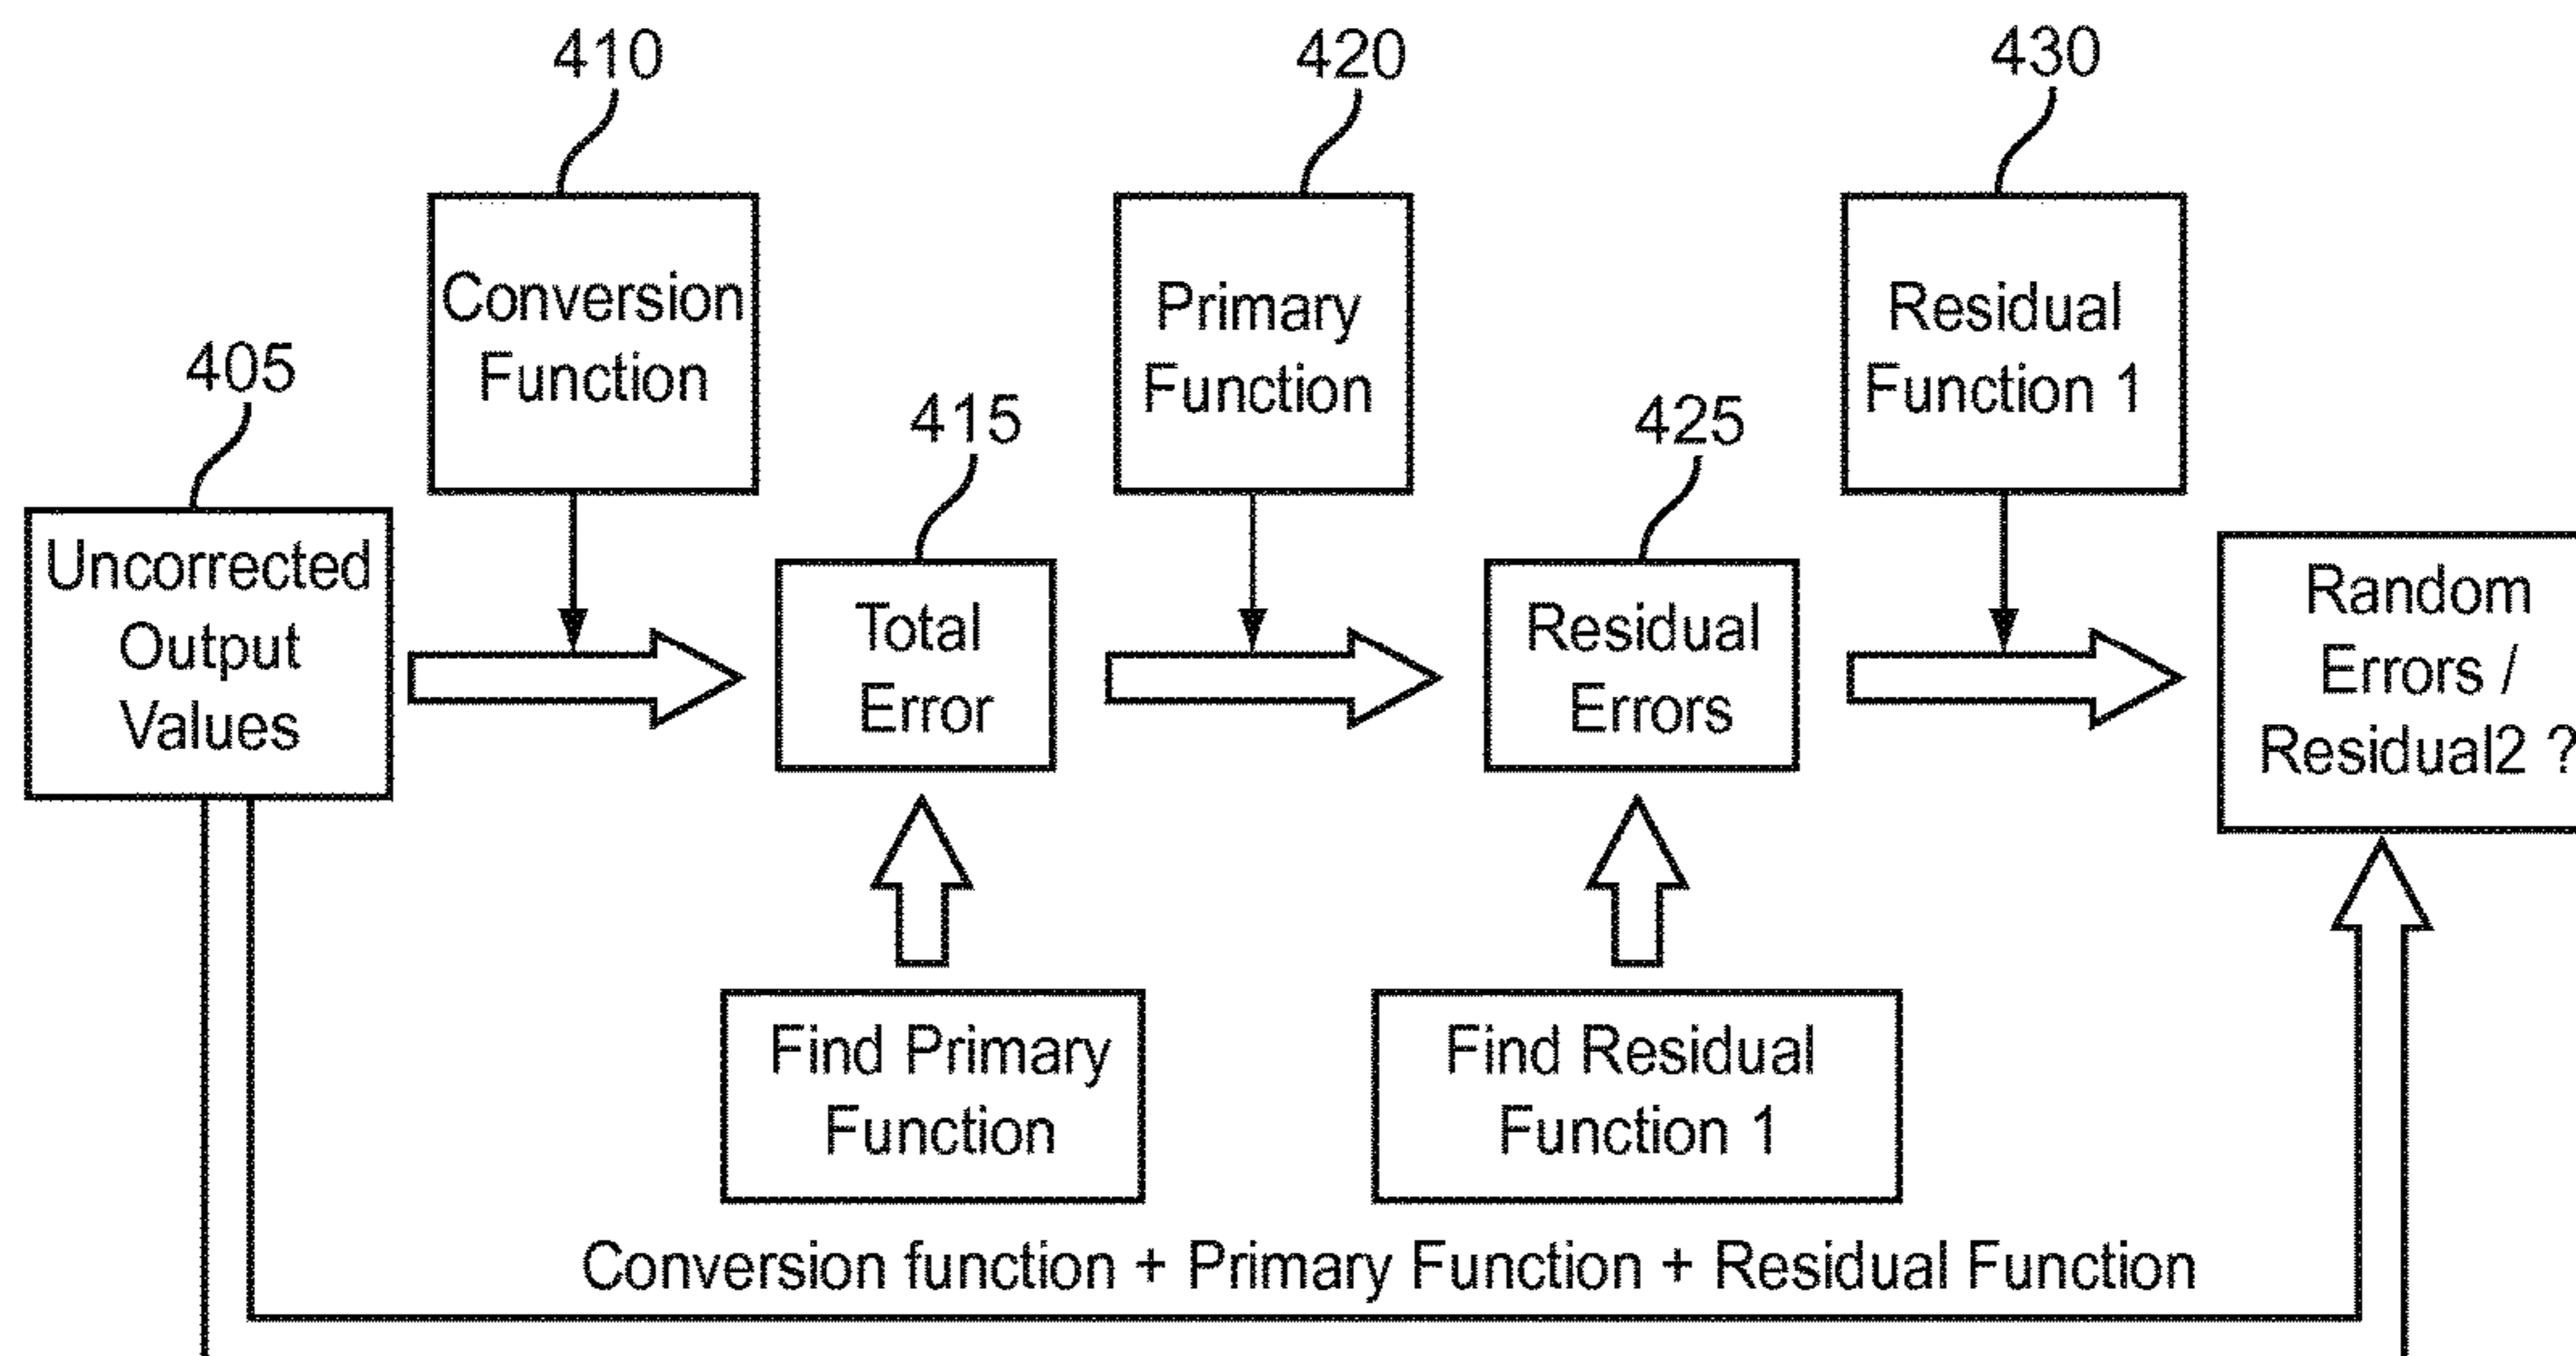 410
420
430
Conversion
Function
Primary
Function
Residual
Function 1
405
415
425
Uncorrected
Output
Values
Total
Error
Residual
Errors
Random
Errors /
Residual2 ?
Find Primary
Function
Find Residual
Function 1
Conversion function + Primary Function + Residual Function